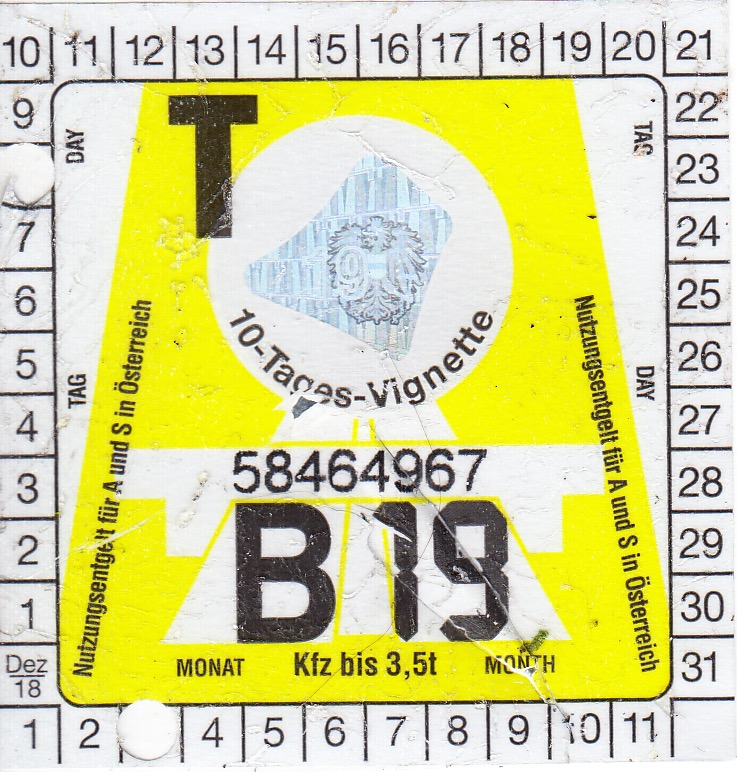 10 11 12 13 14 15 16 17 18 19 20 21
9 22
DAY T TAG
23
7 24
6 25
5 26
4 27
3 28
2 29
1 30
Dez
18
31
10-Tages-Vignette
TAG DAY
Nutzungsentgelt für A und S in Österreich
Nutzungsentgelt für A und S in Österreich
58464967
B 19
MONAT Kfz bis 3,5t MONTH
1 2 4 5 6 7 8 9 10 11